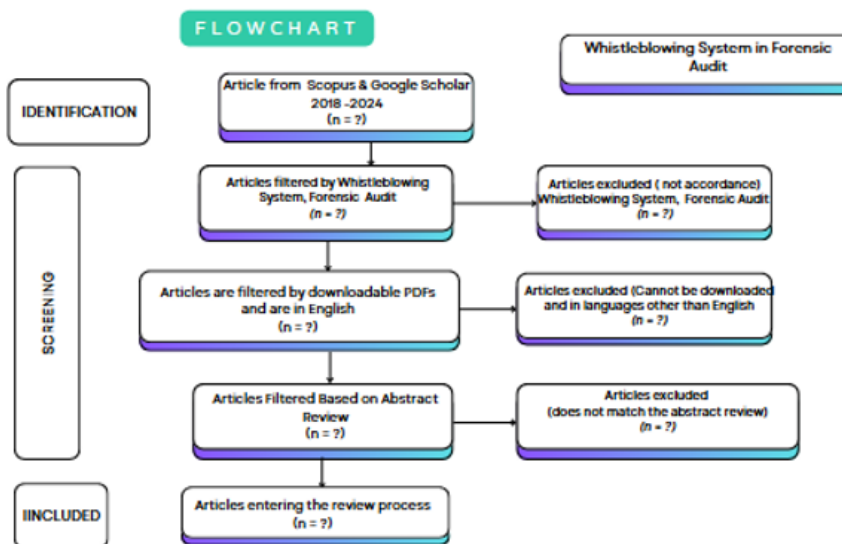 FLOWCHART
Whistleblowing System in Forensic
Audit
IDENTIFICATION
Article from Scopus & Google Scholar
2018 -2024
(n = ?)
SCREENING
Articles filtered by Whistleblowing
System, Forensic Audit
(n = ?)
Articles excluded ( not accordance)
Whistleblowing System, Forensic Audit
(n = ?)
Articles are filtered by downloadable PDFs
and are in English
(n = ?)
Articles excluded (Cannot be downloaded
and in languages other than English
(n = ?)
Articles Filtered Based on Abstract
Review
(n = ?)
Articles excluded
(does not match the abstract review)
(n = ?)
IINCLUDED
Articles entering the review process
(n = ?)